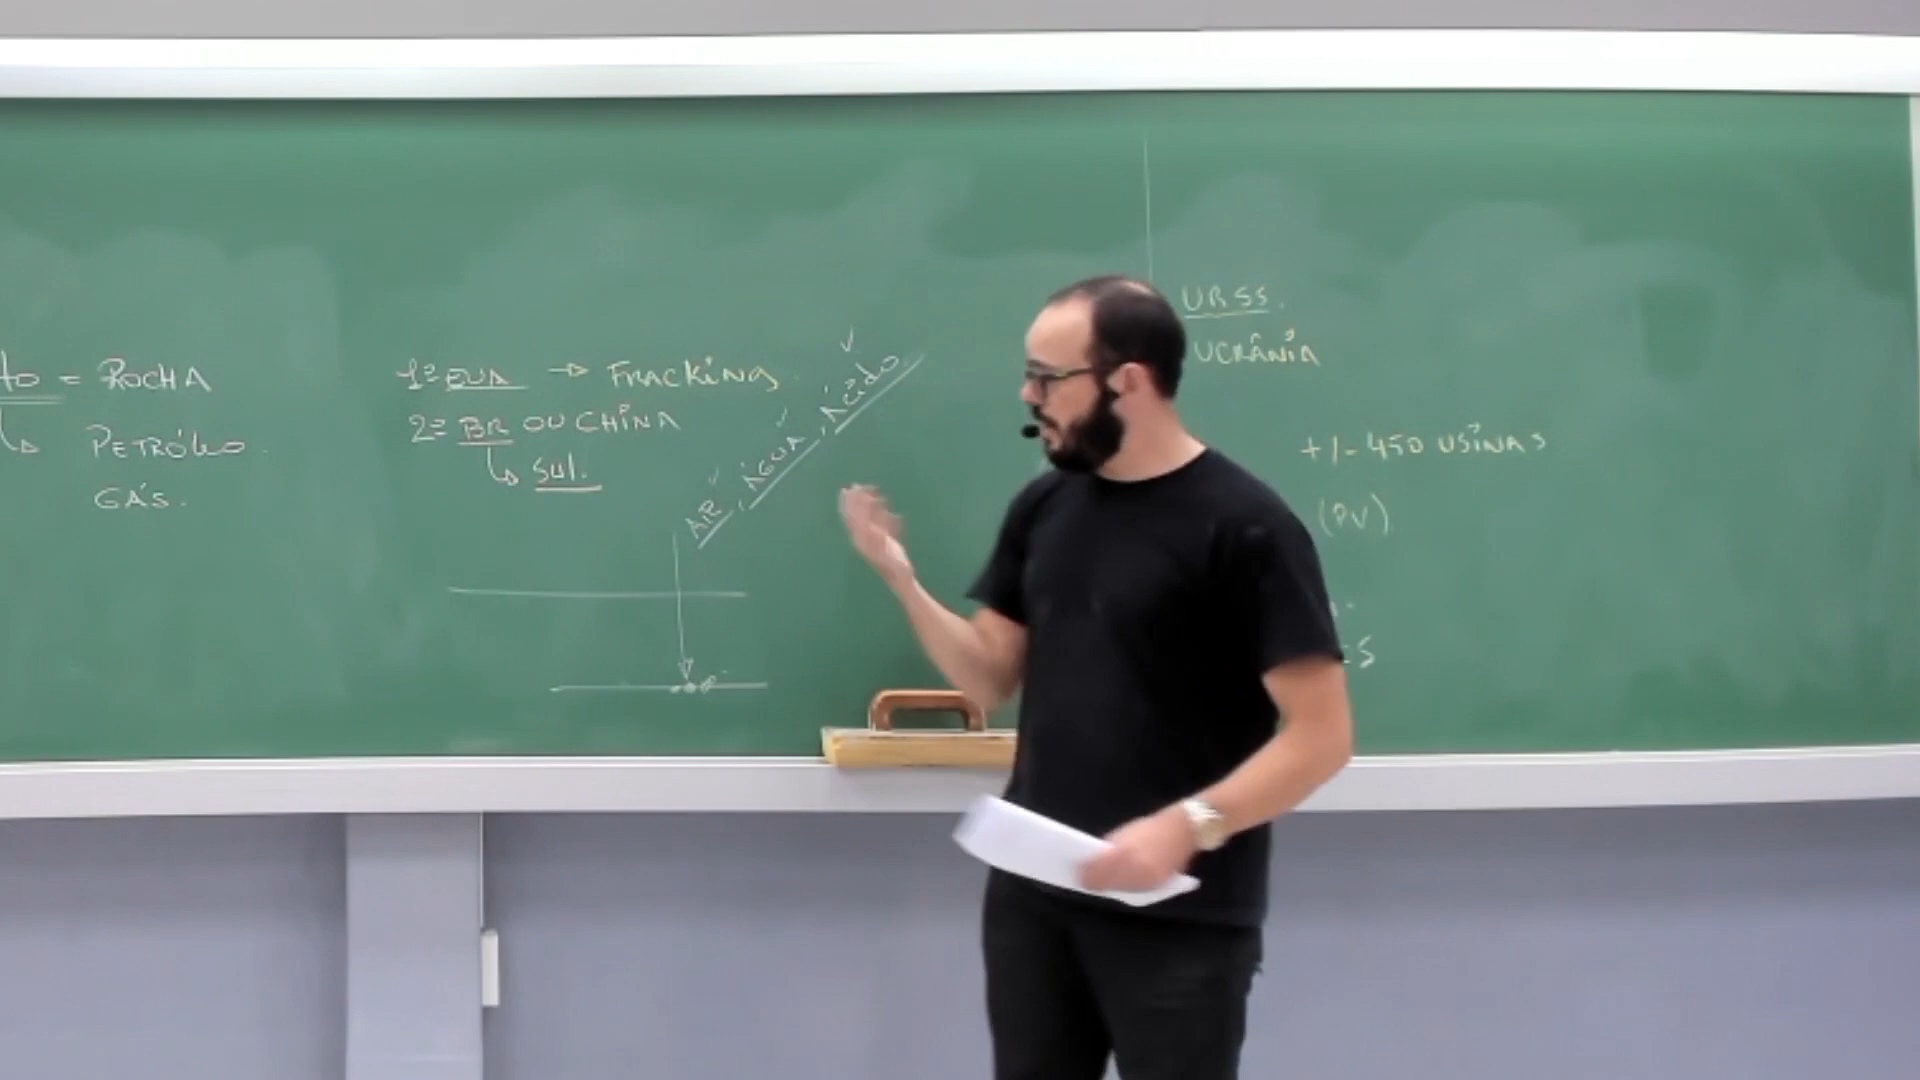 = ROCHA
PETRÓLEO.
GÁS.
1º EUA → FRACKING.
2º BR OU CHINA
↳ SUL.
AR, ÁGUA, ÁCIDO.
URSS.
UCRÂNIA
+/- 450 USINAS
(PV)